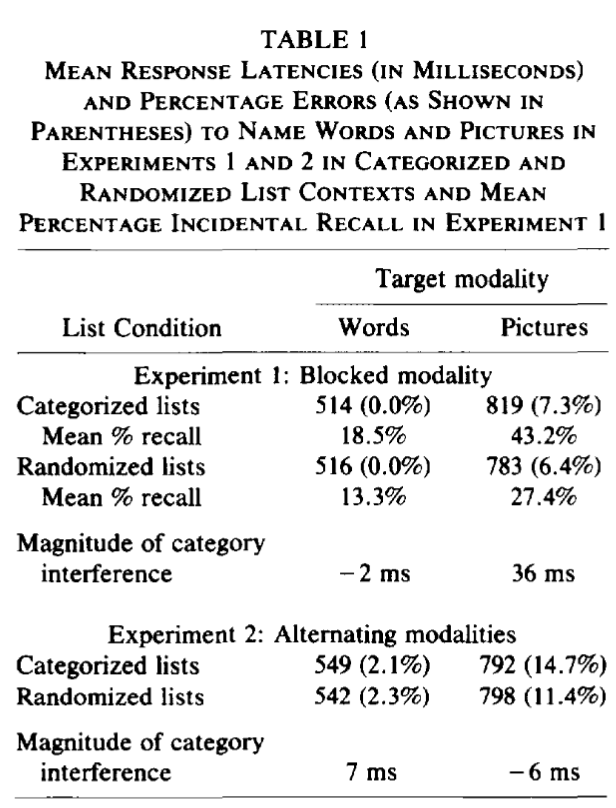 TABLE 1
MEAN RESPONSE LATENCIES (IN MILLISECONDS)
AND PERCENTAGE ERRORS (AS SHOWN IN
PARENTHESES) TO NAME WORDS AND PICTURES IN
EXPERIMENTS 1 AND 2 IN CATEGORIZED AND
RANDOMIZED LIST CONTEXTS AND MEAN
PERCENTAGE INCIDENTAL RECALL IN EXPERIMENT 1
Target modality
List Condition Words Pictures
Experiment 1: Blocked modality
Categorized lists 514 (0.0%) 819 (7.3%)
Mean % recall 18.5% 43.2%
Randomized lists 516 (0.0%) 783 (6.4%)
Mean % recall 13.3% 27.4%
Magnitude of category
interference −2 ms 36 ms
Experiment 2: Alternating modalities
Categorized lists 549 (2.1%) 792 (14.7%)
Randomized lists 542 (2.3%) 798 (11.4%)
Magnitude of category
interference 7 ms −6 ms